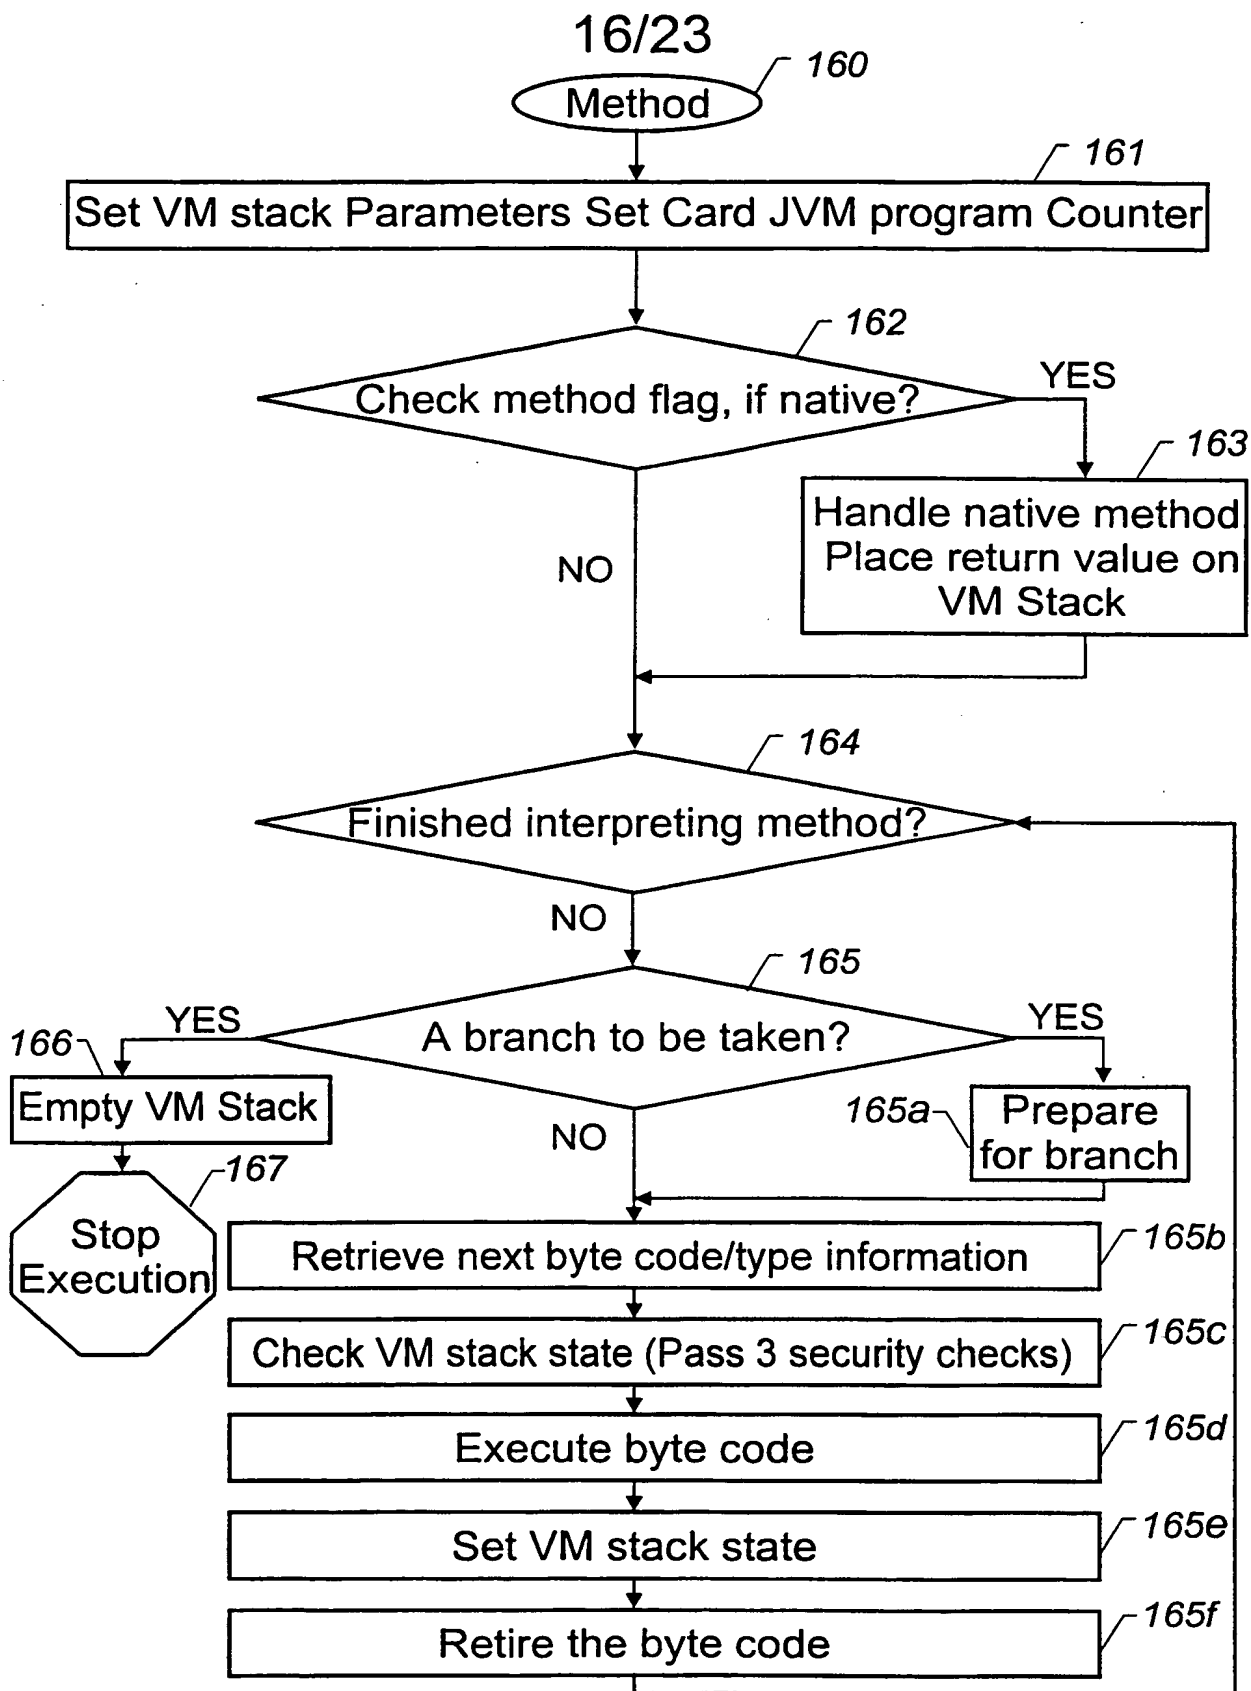 16/23
160
Method
161
Set VM stack Parameters Set Card JVM program Counter
162
Check method flag, if native?
YES
163
Handle native method
Place return value on
VM Stack
NO
164
Finished interpreting method?
NO
165
A branch to be taken?
YES
YES
166
Empty VM Stack
165a
Prepare
for branch
NO
167
Stop
Execution
Retrieve next byte code/type information
165b
Check VM stack state (Pass 3 security checks)
165c
Execute byte code
165d
Set VM stack state
165e
Retire the byte code
165f